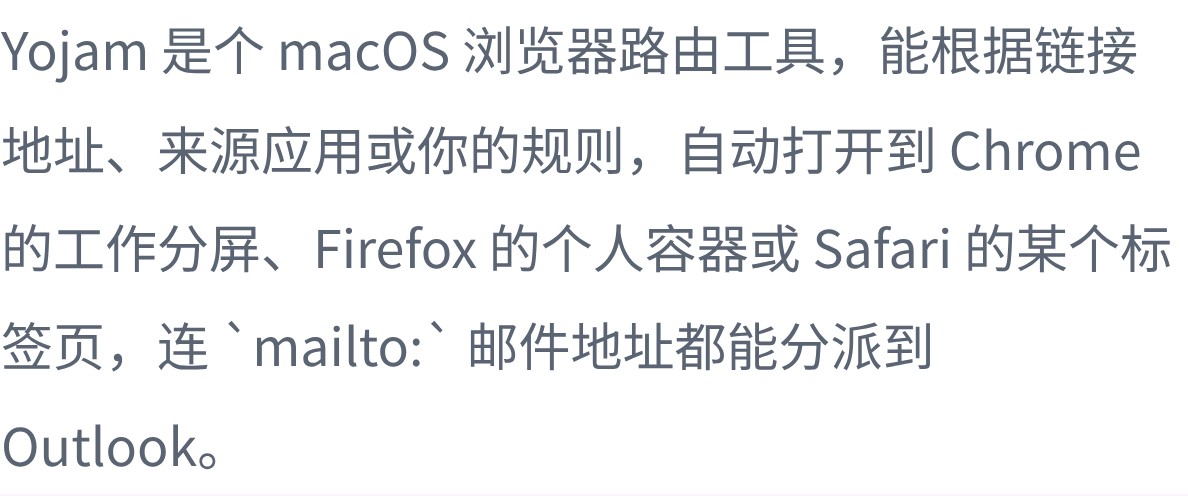 Yojam 是个 macOS 浏览器路由工具，能根据链接
地址、来源应用或你的规则，自动打开到 Chrome
的工作分屏、Firefox 的个人容器或 Safari 的某个标
签页，连 `mailto:` 邮件地址都能分派到
Outlook。